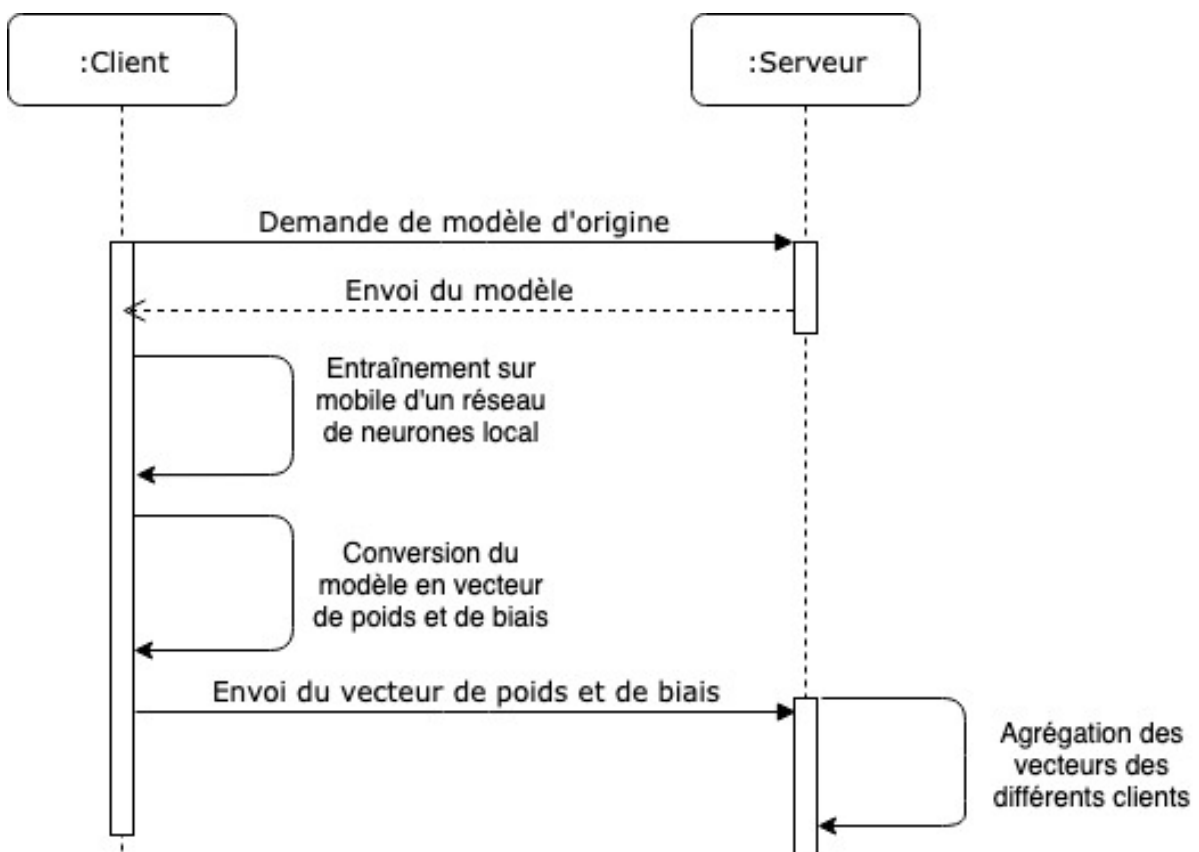 :Client
:Serveur
Demande de modèle d'origine
Envoi du modèle
Entraînement sur
mobile d'un réseau
de neurones local
Conversion du
modèle en vecteur
de poids et de biais
Envoi du vecteur de poids et de biais
Agrégation des
vecteurs des
différents clients